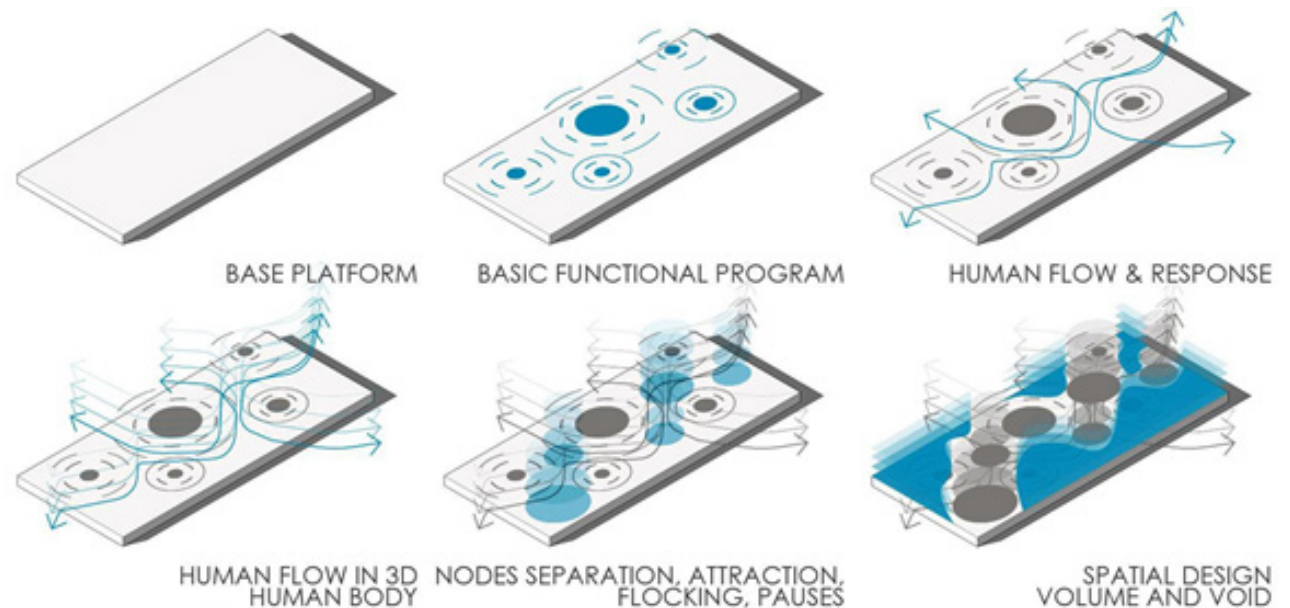 BASE PLATFORM
BASIC FUNCTIONAL PROGRAM
HUMAN FLOW & RESPONSE
HUMAN FLOW IN 3D
HUMAN BODY
NODES SEPARATION, ATTRACTION,
FLOCKING, PAUSES
SPATIAL DESIGN
VOLUME AND VOID